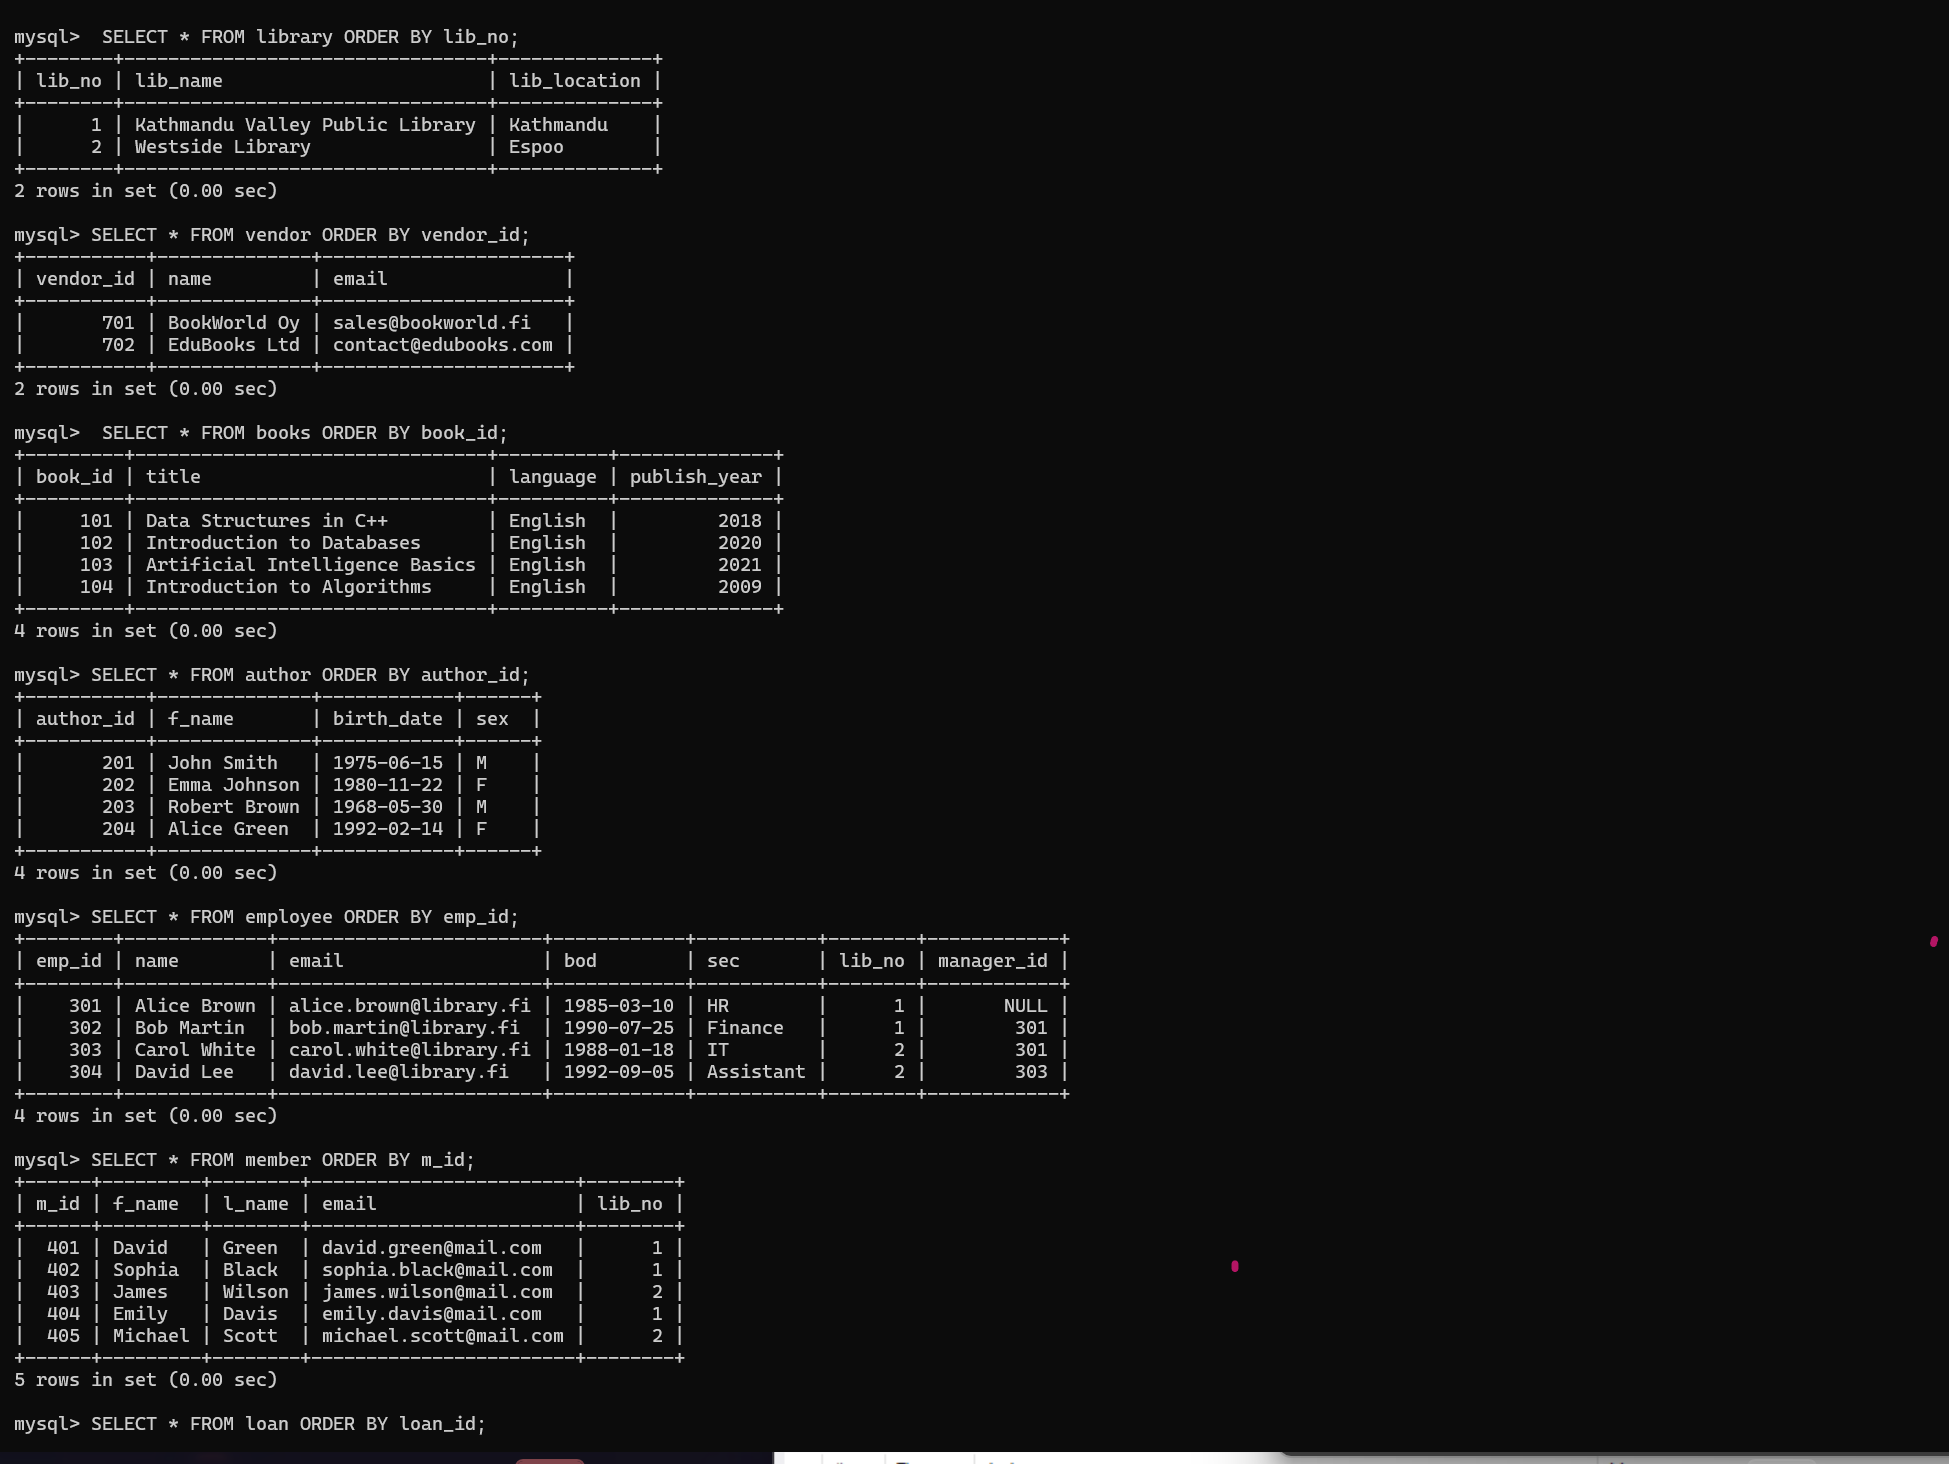 mysql>  SELECT * FROM library ORDER BY lib_no;
+--------+---------------------------------+--------------+
| lib_no | lib_name                        | lib_location |
+--------+---------------------------------+--------------+
|      1 | Kathmandu Valley Public Library | Kathmandu    |
|      2 | Westside Library                | Espoo        |
+--------+---------------------------------+--------------+
2 rows in set (0.00 sec)

mysql> SELECT * FROM vendor ORDER BY vendor_id;
+-----------+--------------+----------------------+
| vendor_id | name         | email                |
+-----------+--------------+----------------------+
|       701 | BookWorld Oy | sales@bookworld.fi   |
|       702 | EduBooks Ltd | contact@edubooks.com |
+-----------+--------------+----------------------+
2 rows in set (0.00 sec)

mysql>  SELECT * FROM books ORDER BY book_id;
+---------+--------------------------------+----------+--------------+
| book_id | title                          | language | publish_year |
+---------+--------------------------------+----------+--------------+
|     101 | Data Structures in C++         | English  |         2018 |
|     102 | Introduction to Databases      | English  |         2020 |
|     103 | Artificial Intelligence Basics | English  |         2021 |
|     104 | Introduction to Algorithms     | English  |         2009 |
+---------+--------------------------------+----------+--------------+
4 rows in set (0.00 sec)

mysql> SELECT * FROM author ORDER BY author_id;
+-----------+--------------+------------+------+
| author_id | f_name       | birth_date | sex  |
+-----------+--------------+------------+------+
|       201 | John Smith   | 1975-06-15 | M    |
|       202 | Emma Johnson | 1980-11-22 | F    |
|       203 | Robert Brown | 1968-05-30 | M    |
|       204 | Alice Green  | 1992-02-14 | F    |
+-----------+--------------+------------+------+
4 rows in set (0.00 sec)

mysql> SELECT * FROM employee ORDER BY emp_id;
+--------+-------------+------------------------+------------+-----------+--------+------------+
| emp_id | name        | email                  | bod        | sec       | lib_no | manager_id |
+--------+-------------+------------------------+------------+-----------+--------+------------+
|    301 | Alice Brown | alice.brown@library.fi | 1985-03-10 | HR        |      1 |       NULL |
|    302 | Bob Martin  | bob.martin@library.fi  | 1990-07-25 | Finance   |      1 |        301 |
|    303 | Carol White | carol.white@library.fi | 1988-01-18 | IT        |      2 |        301 |
|    304 | David Lee   | david.lee@library.fi   | 1992-09-05 | Assistant |      2 |        303 |
+--------+-------------+------------------------+------------+-----------+--------+------------+
4 rows in set (0.00 sec)

mysql> SELECT * FROM member ORDER BY m_id;
+------+---------+--------+------------------------+--------+
| m_id | f_name  | l_name | email                  | lib_no |
+------+---------+--------+------------------------+--------+
|  401 | David   | Green  | david.green@mail.com   |      1 |
|  402 | Sophia  | Black  | sophia.black@mail.com  |      1 |
|  403 | James   | Wilson | james.wilson@mail.com  |      2 |
|  404 | Emily   | Davis  | emily.davis@mail.com   |      1 |
|  405 | Michael | Scott  | michael.scott@mail.com |      2 |
+------+---------+--------+------------------------+--------+
5 rows in set (0.00 sec)

mysql> SELECT * FROM loan ORDER BY loan_id;